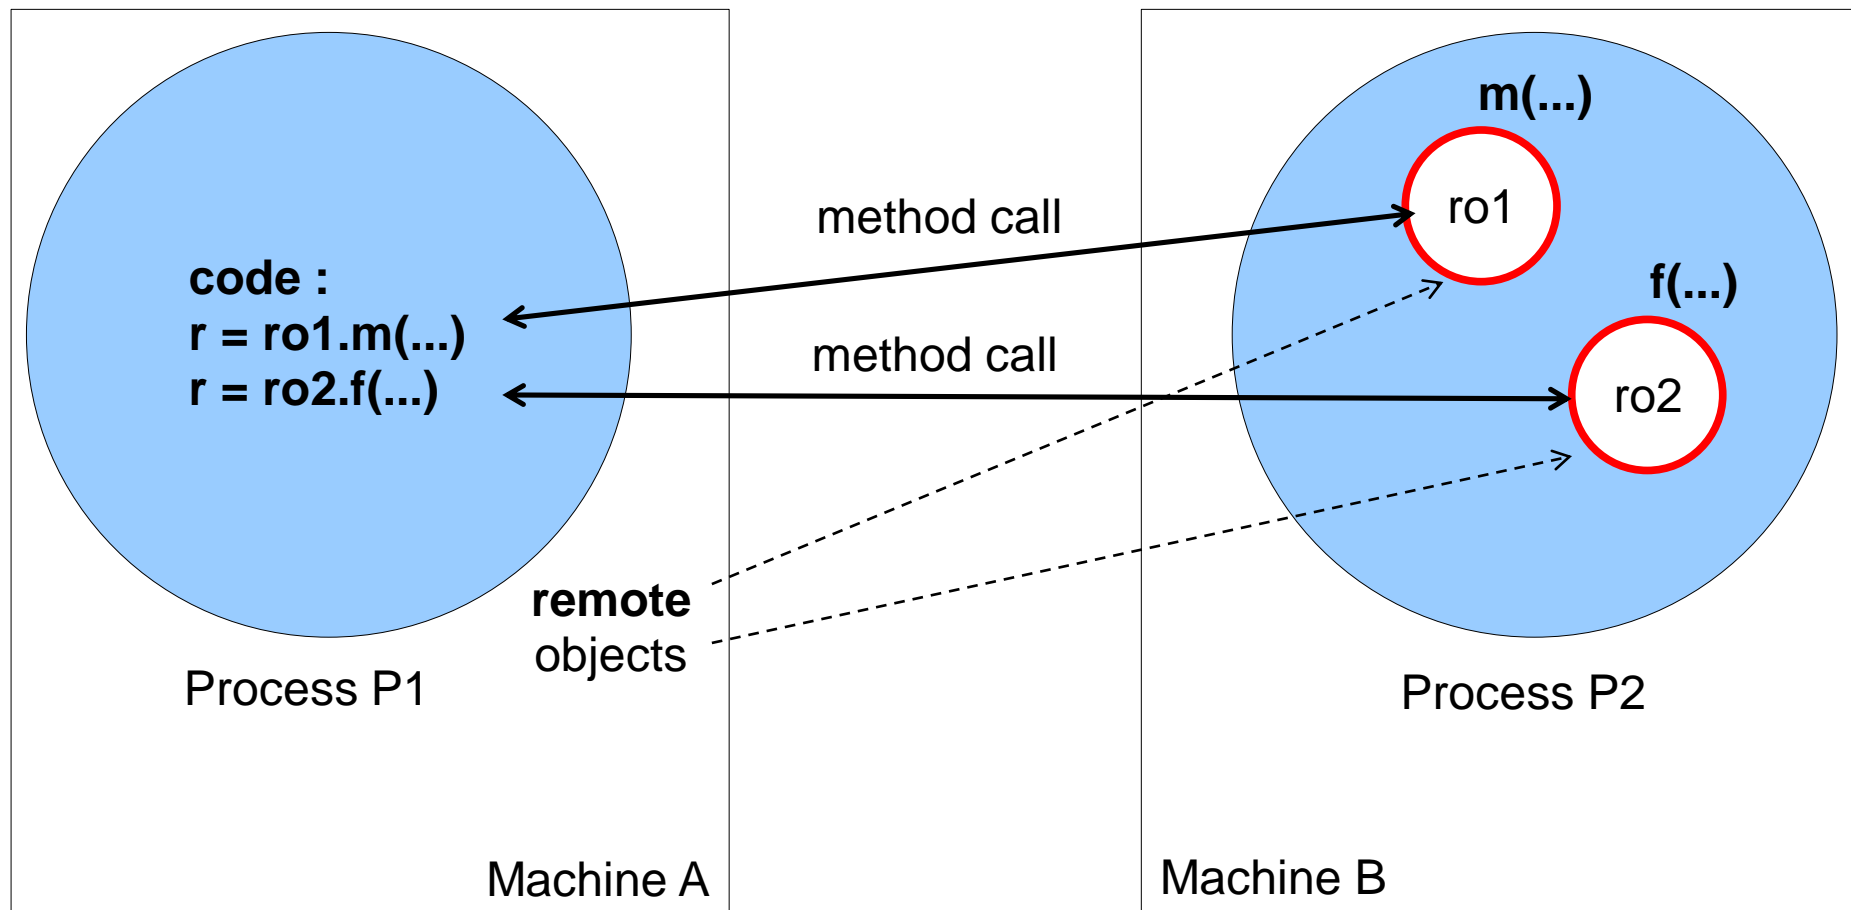 code :
r = ro1.m(...)
r = ro2.f(...)
Process P1
Machine A
method call
method call
remote
objects
m(...)
ro1
f(...)
ro2
Process P2
Machine B